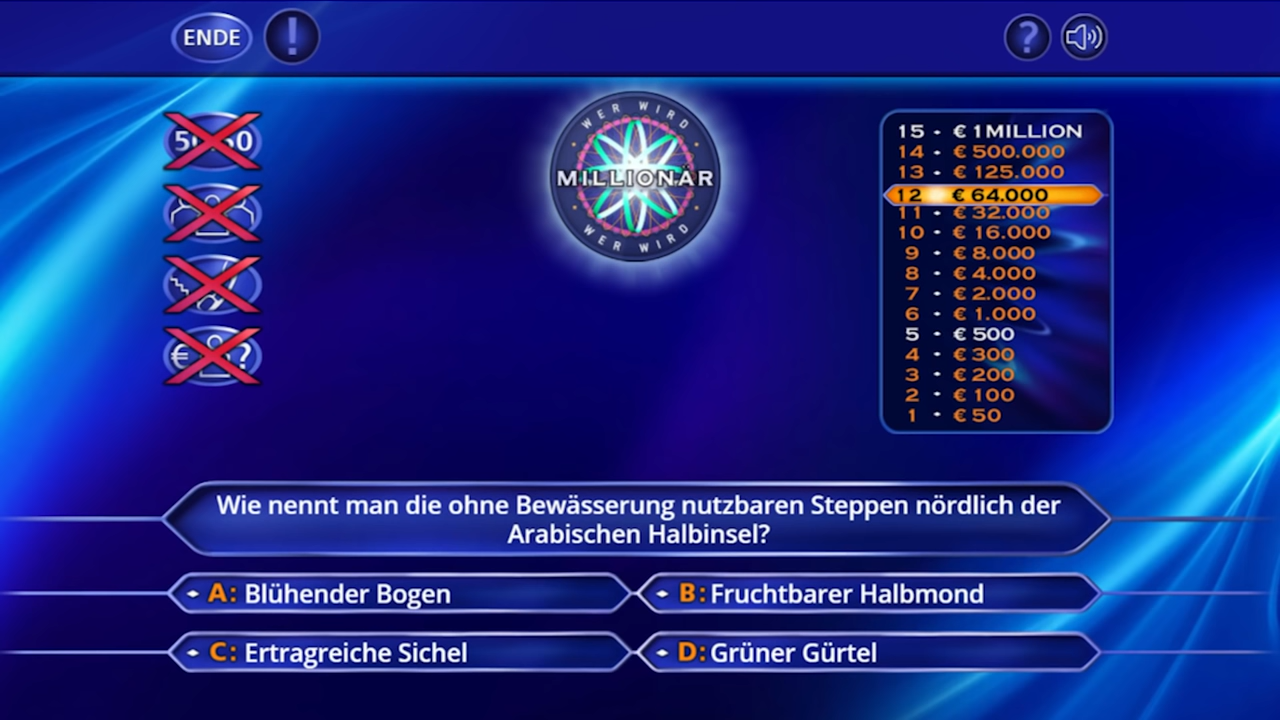 ENDE
!
?
WER WIRD
MILLIONÄR
WER WIRD
15 • € 1 MILLION
14 • € 500.000
13 • € 125.000
12 € 64.000
11 • € 32.000
10 • € 16.000
9 • € 8.000
8 • € 4.000
7 • € 2.000
6 • € 1.000
5 • € 500
4 • € 300
3 • € 200
2 • € 100
1 • € 50
€ ?
Wie nennt man die ohne Bewässerung nutzbaren Steppen nördlich der
Arabischen Halbinsel?
A: Blühender Bogen
B: Fruchtbarer Halbmond
C: Ertragreiche Sichel
D: Grüner Gürtel